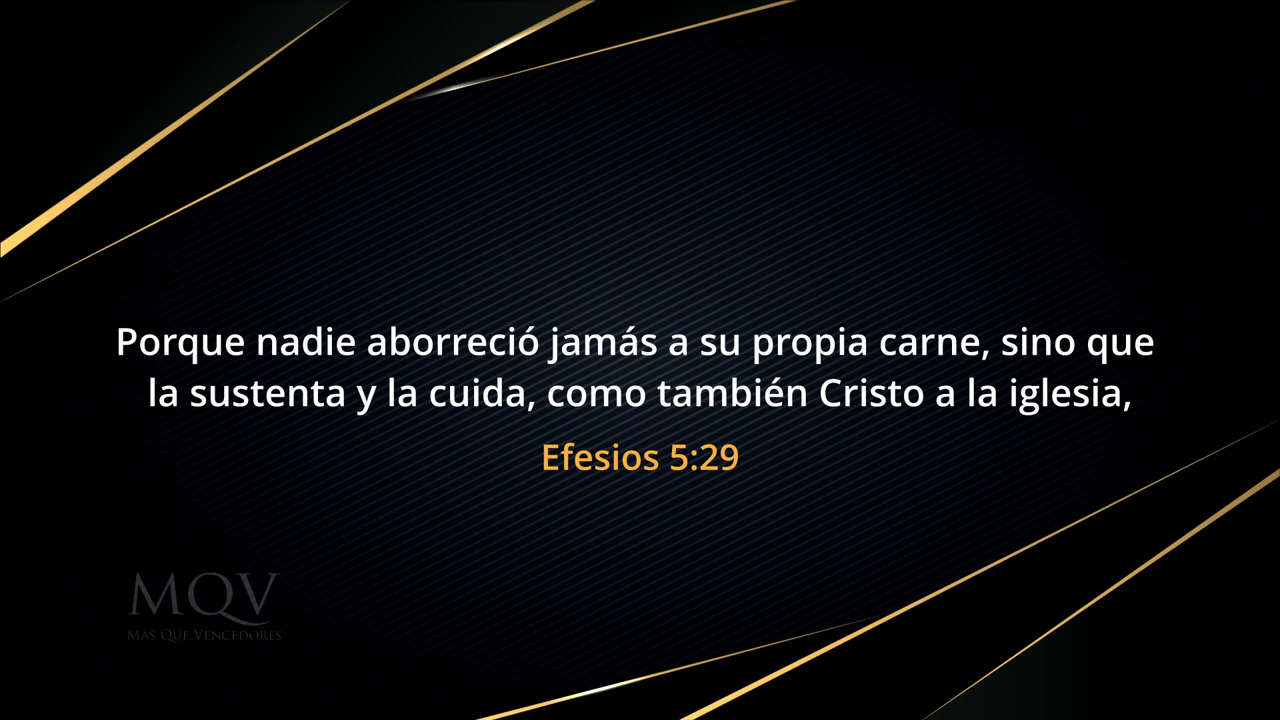 Porque nadie aborreció jamás a su propia carne, sino que
la sustenta y la cuida, como también Cristo a la iglesia,
Efesios 5:29
MQV
MAS QUE VENCEDORES